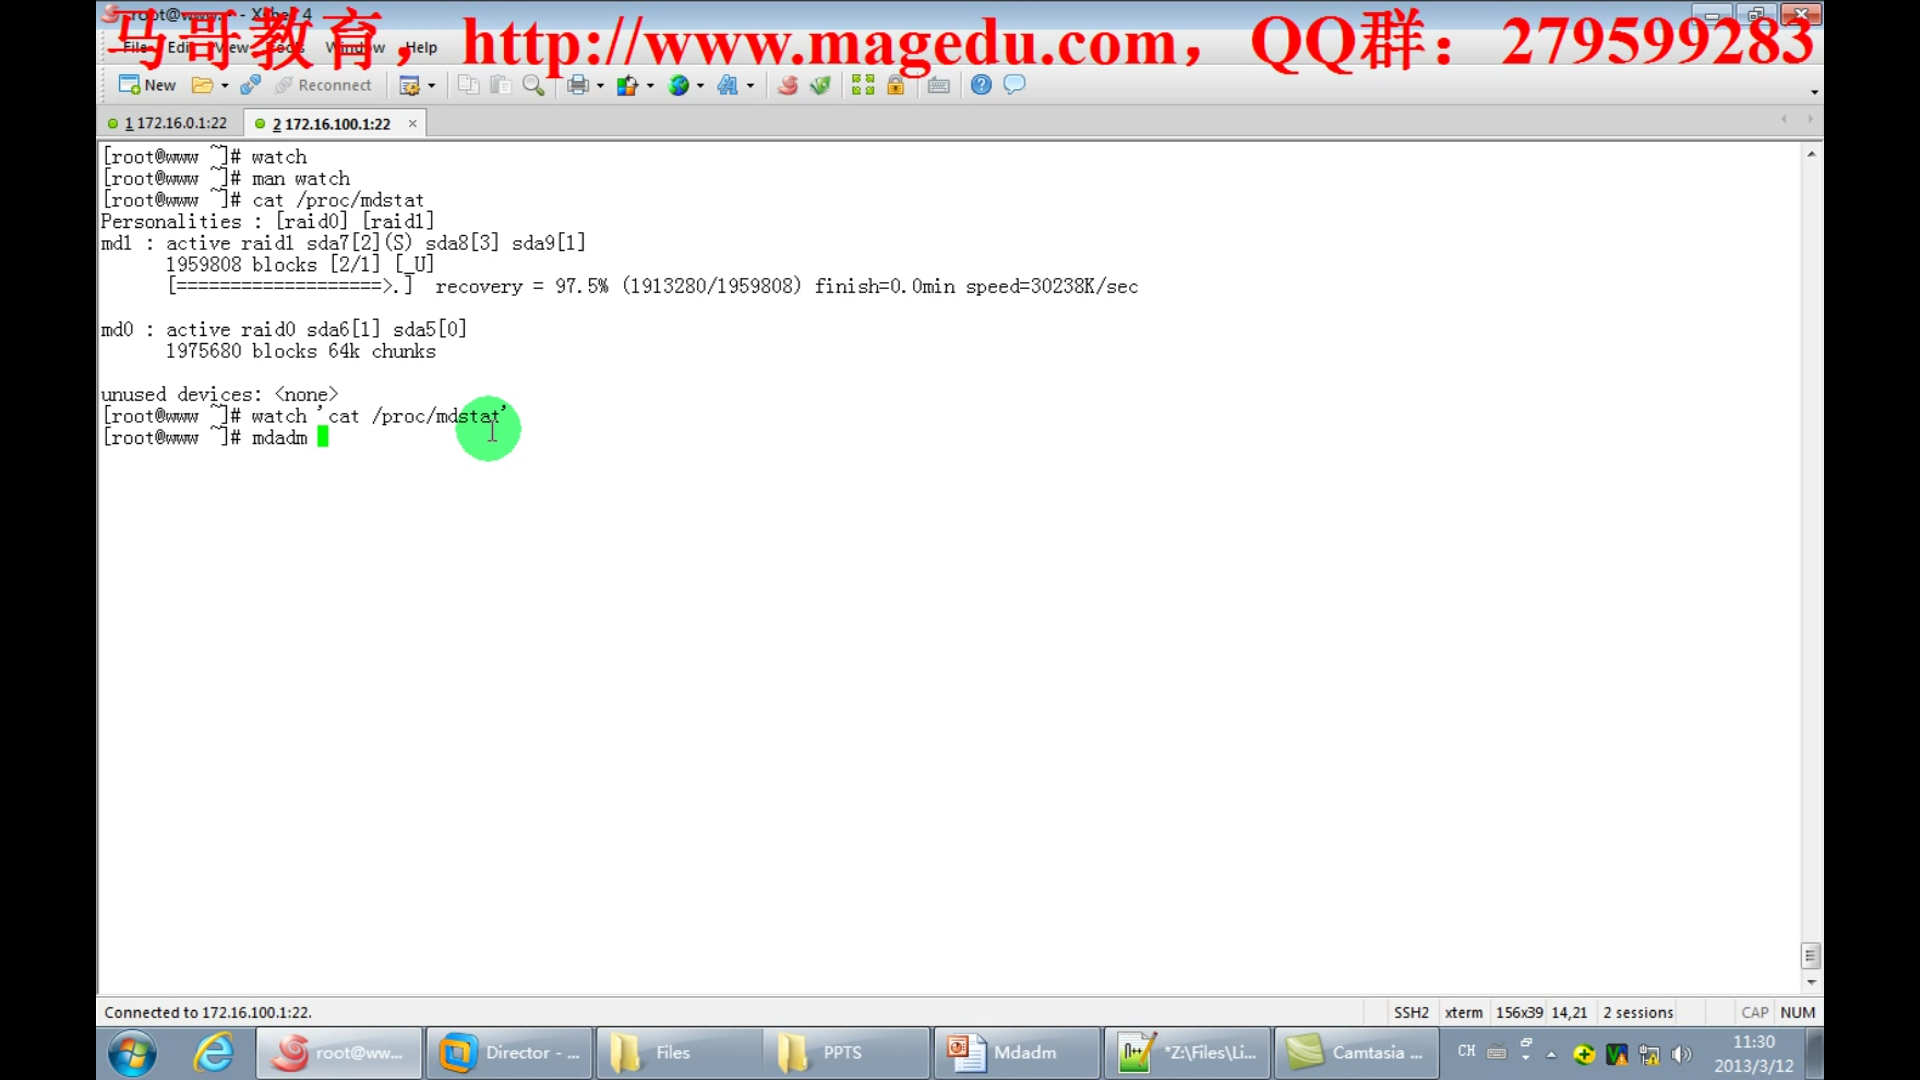 root@www:~ - Xshell 4
马哥教育，http://www.magedu.com，QQ群：279599283
File Edit View Tools Window Help
New Reconnect
1 172.16.0.1:22 2 172.16.100.1:22
[root@www ~]# watch
[root@www ~]# man watch
[root@www ~]# cat /proc/mdstat
Personalities : [raid0] [raid1]
md1 : active raid1 sda7[2](S) sda8[3] sda9[1]
1959808 blocks [2/1] [_U]
[===================>.] recovery = 97.5% (1913280/1959808) finish=0.0min speed=30238K/sec
md0 : active raid0 sda6[1] sda5[0]
1975680 blocks 64k chunks
unused devices: <none>
[root@www ~]# watch 'cat /proc/mdstat'
[root@www ~]# mdadm
Connected to 172.16.100.1:22.
SSH2 xterm 156x39 14,21 2 sessions CAP NUM
root@ww... Director - ... Files PPTS Mdadm *Z:\Files\Li... Camtasia ... CH 11:30
2013/3/12